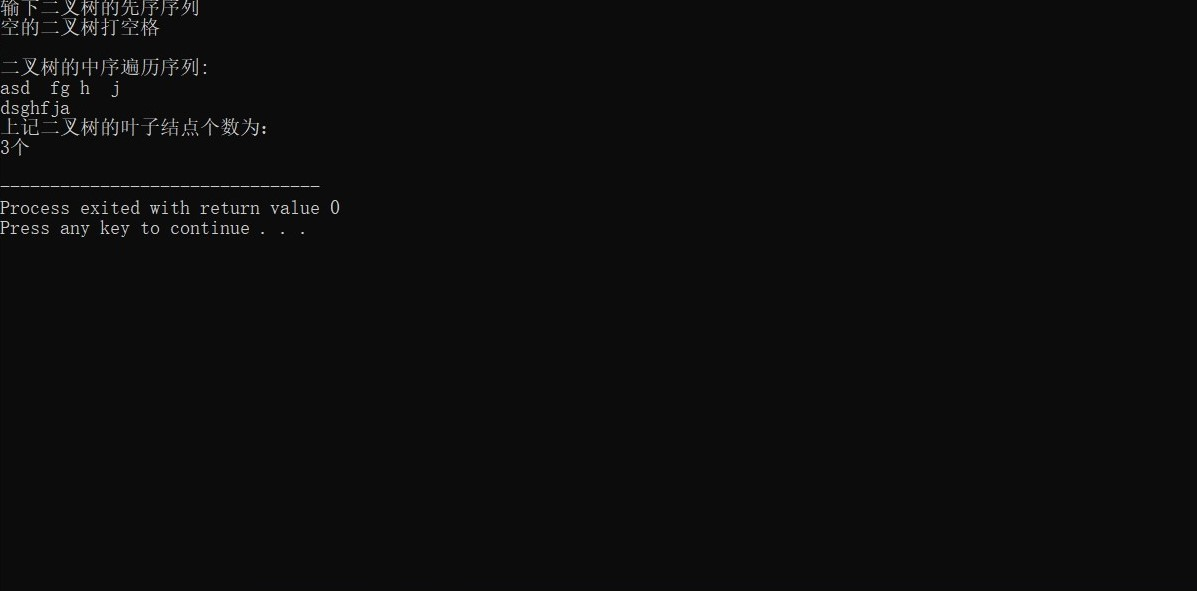 输下二叉树的先序序列
空的二叉树打空格
二叉树的中序遍历序列:
asd  fg h  j
dsghfja
上记二叉树的叶子结点个数为:
3个
--------------------------------
Process exited with return value 0
Press any key to continue . . .